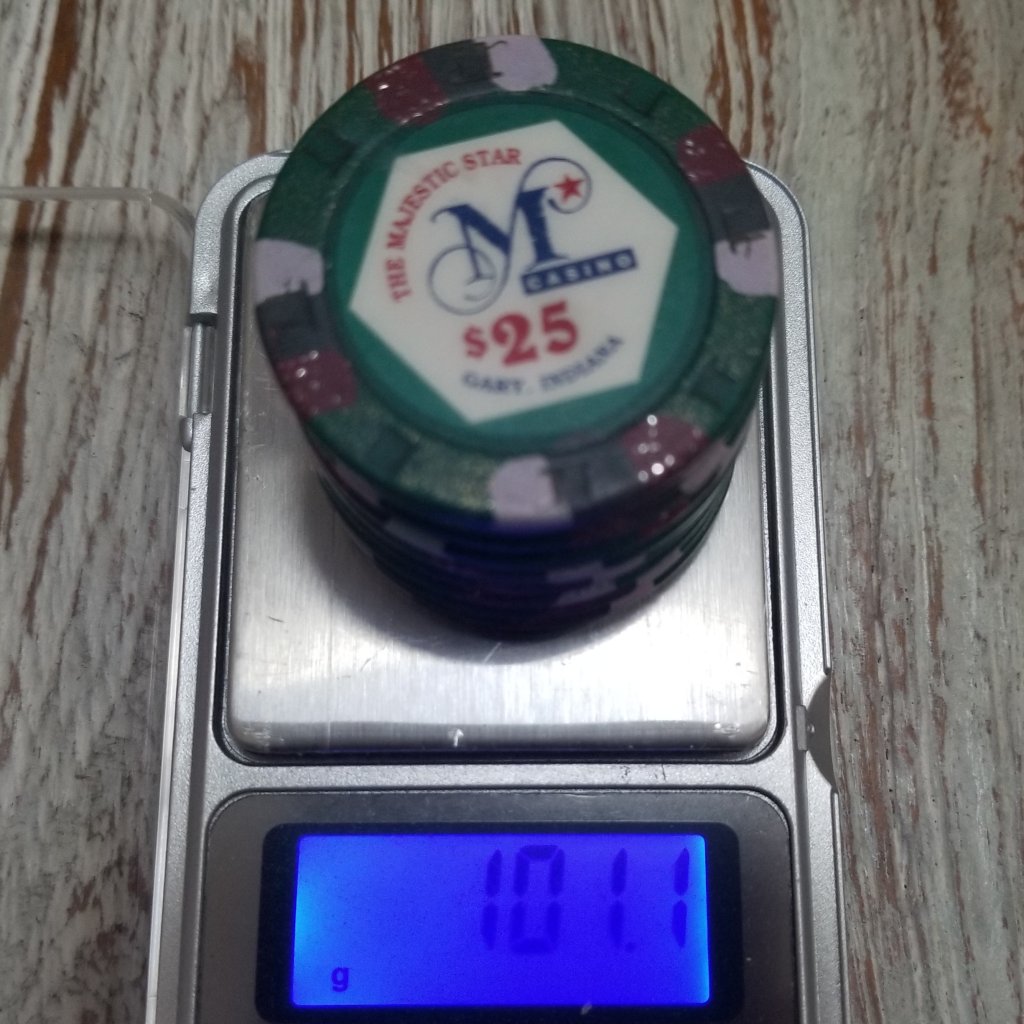 THE MAJESTIC STAR
M
CASINO
$25
GARY, INDIANA
101.1
g